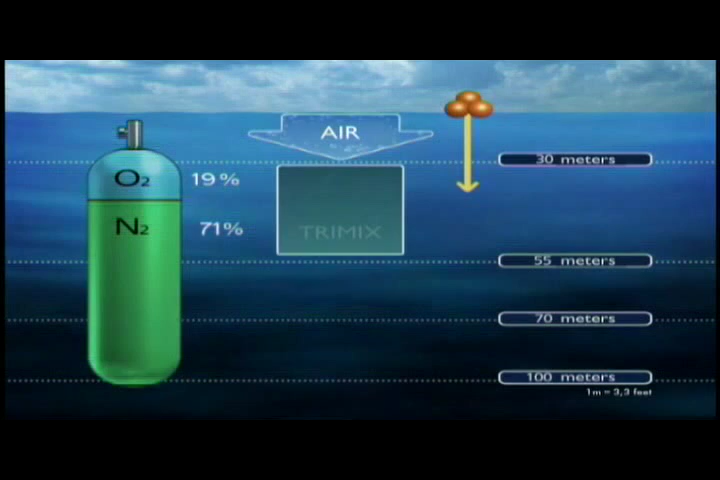 AIR
30 meters
O2
19%
N2
71%
TRIMIX
55 meters
70 meters
100 meters
1m = 3,3 feet